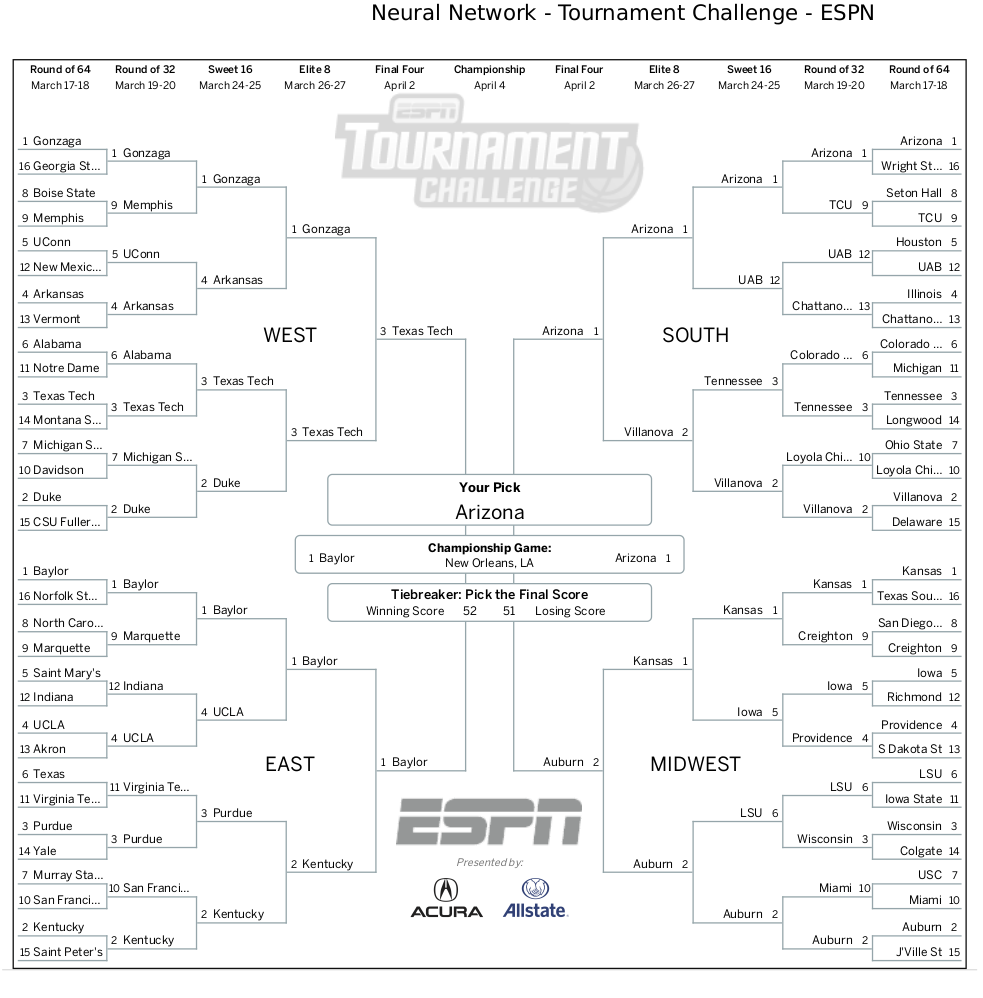 Neural Network - Tournament Challenge - ESPN
Round of 64 Round of 32 Sweet 16 Elite 8 Final Four Championship Final Four Elite 8 Sweet 16 Round of 32 Round of 64
March 17-18 March 19-20 March 24-25 March 26-27 April 2 April 4 April 2 March 26-27 March 24-25 March 19-20 March 17-18
ESPN
TOURNAMENT
CHALLENGE
1 Gonzaga
16 Georgia St...
8 Boise State
9 Memphis
5 UConn
12 New Mexic...
4 Arkansas
13 Vermont
6 Alabama
11 Notre Dame
3 Texas Tech
14 Montana S...
7 Michigan S...
10 Davidson
2 Duke
15 CSU Fuller...
1 Gonzaga
9 Memphis
5 UConn
4 Arkansas
6 Alabama
3 Texas Tech
7 Michigan S...
2 Duke
1 Gonzaga
4 Arkansas
3 Texas Tech
2 Duke
1 Gonzaga
3 Texas Tech
WEST
3 Texas Tech
Arizona 1
SOUTH
Arizona 1
Villanova 2
Arizona 1
UAB 12
Tennessee 3
Villanova 2
Arizona 1
TCU 9
UAB 12
Chattano... 13
Colorado ... 6
Tennessee 3
Loyola Chi... 10
Villanova 2
Arizona 1
Wright St... 16
Seton Hall 8
TCU 9
Houston 5
UAB 12
Illinois 4
Chattano... 13
Colorado ... 6
Michigan 11
Tennessee 3
Longwood 14
Ohio State 7
Loyola Chi... 10
Villanova 2
Delaware 15
Your Pick
Arizona
Championship Game:
1 Baylor New Orleans, LA Arizona 1
Tiebreaker: Pick the Final Score
Winning Score 52 51 Losing Score
1 Baylor
16 Norfolk St...
8 North Caro...
9 Marquette
5 Saint Mary's
12 Indiana
4 UCLA
13 Akron
6 Texas
11 Virginia Te...
3 Purdue
14 Yale
7 Murray Sta...
10 San Franci...
2 Kentucky
15 Saint Peter's
1 Baylor
9 Marquette
12 Indiana
4 UCLA
11 Virginia Te...
3 Purdue
10 San Franci...
2 Kentucky
1 Baylor
4 UCLA
3 Purdue
2 Kentucky
1 Baylor
2 Kentucky
EAST
1 Baylor
Auburn 2
MIDWEST
Kansas 1
Auburn 2
Kansas 1
Iowa 5
LSU 6
Auburn 2
Kansas 1
Creighton 9
Iowa 5
Providence 4
LSU 6
Wisconsin 3
Miami 10
Auburn 2
Kansas 1
Texas Sou... 16
San Diego... 8
Creighton 9
Iowa 5
Richmond 12
Providence 4
S Dakota St 13
LSU 6
Iowa State 11
Wisconsin 3
Colgate 14
USC 7
Miami 10
Auburn 2
J'Ville St 15
ESPN
Presented by:
ACURA Allstate.